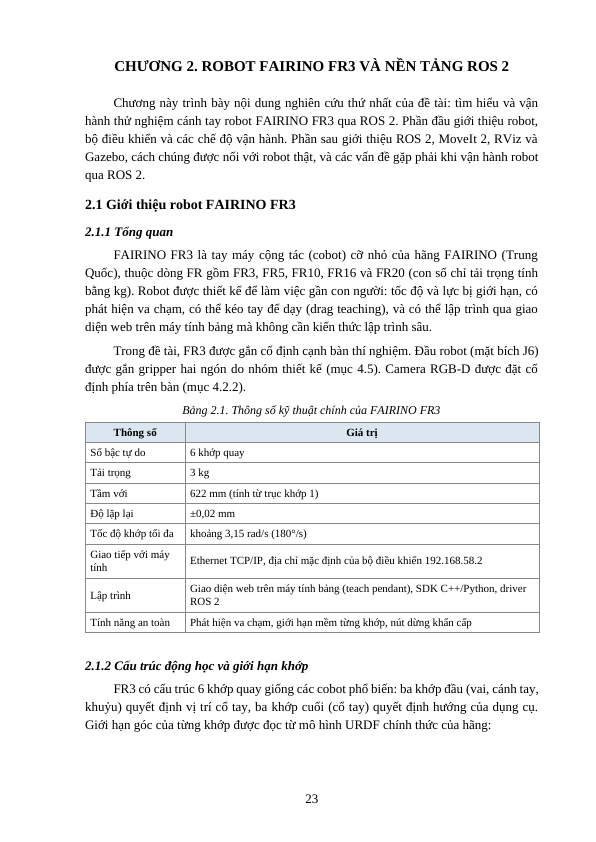 CHƯƠNG 2. ROBOT FAIRINO FR3 VÀ NỀN TẢNG ROS 2
Chương này trình bày nội dung nghiên cứu thứ nhất của đề tài: tìm hiểu và vận
hành thử nghiệm cánh tay robot FAIRINO FR3 qua ROS 2. Phần đầu giới thiệu robot,
bộ điều khiển và các chế độ vận hành. Phần sau giới thiệu ROS 2, MoveIt 2, RViz và
Gazebo, cách chúng được nối với robot thật, và các vấn đề gặp phải khi vận hành robot
qua ROS 2.
2.1 Giới thiệu robot FAIRINO FR3
2.1.1 Tổng quan
FAIRINO FR3 là tay máy cộng tác (cobot) cỡ nhỏ của hãng FAIRINO (Trung
Quốc), thuộc dòng FR gồm FR3, FR5, FR10, FR16 và FR20 (con số chỉ tải trọng tính
bằng kg). Robot được thiết kế để làm việc gần con người: tốc độ và lực bị giới hạn, có
phát hiện va chạm, có thể kéo tay để dạy (drag teaching), và có thể lập trình qua giao
diện web trên máy tính bảng mà không cần kiến thức lập trình sâu.
Trong đề tài, FR3 được gắn cố định cạnh bàn thí nghiệm. Đầu robot (mặt bích J6)
được gắn gripper hai ngón do nhóm thiết kế (mục 4.5). Camera RGB-D được đặt cố
định phía trên bàn (mục 4.2.2).
Bảng 2.1. Thông số kỹ thuật chính của FAIRINO FR3
Thông số Giá trị
Số bậc tự do 6 khớp quay
Tải trọng 3 kg
Tầm với 622 mm (tính từ trục khớp 1)
Độ lặp lại ±0,02 mm
Tốc độ khớp tối đa khoảng 3,15 rad/s (180°/s)
Giao tiếp với máy
tính Ethernet TCP/IP, địa chỉ mặc định của bộ điều khiển 192.168.58.2
Lập trình Giao diện web trên máy tính bảng (teach pendant), SDK C++/Python, driver
ROS 2
Tính năng an toàn Phát hiện va chạm, giới hạn mềm từng khớp, nút dừng khẩn cấp
2.1.2 Cấu trúc động học và giới hạn khớp
FR3 có cấu trúc 6 khớp quay giống các cobot phổ biến: ba khớp đầu (vai, cánh tay,
khuỷu) quyết định vị trí cổ tay, ba khớp cuối (cổ tay) quyết định hướng của dụng cụ.
Giới hạn góc của từng khớp được đọc từ mô hình URDF chính thức của hãng:
23